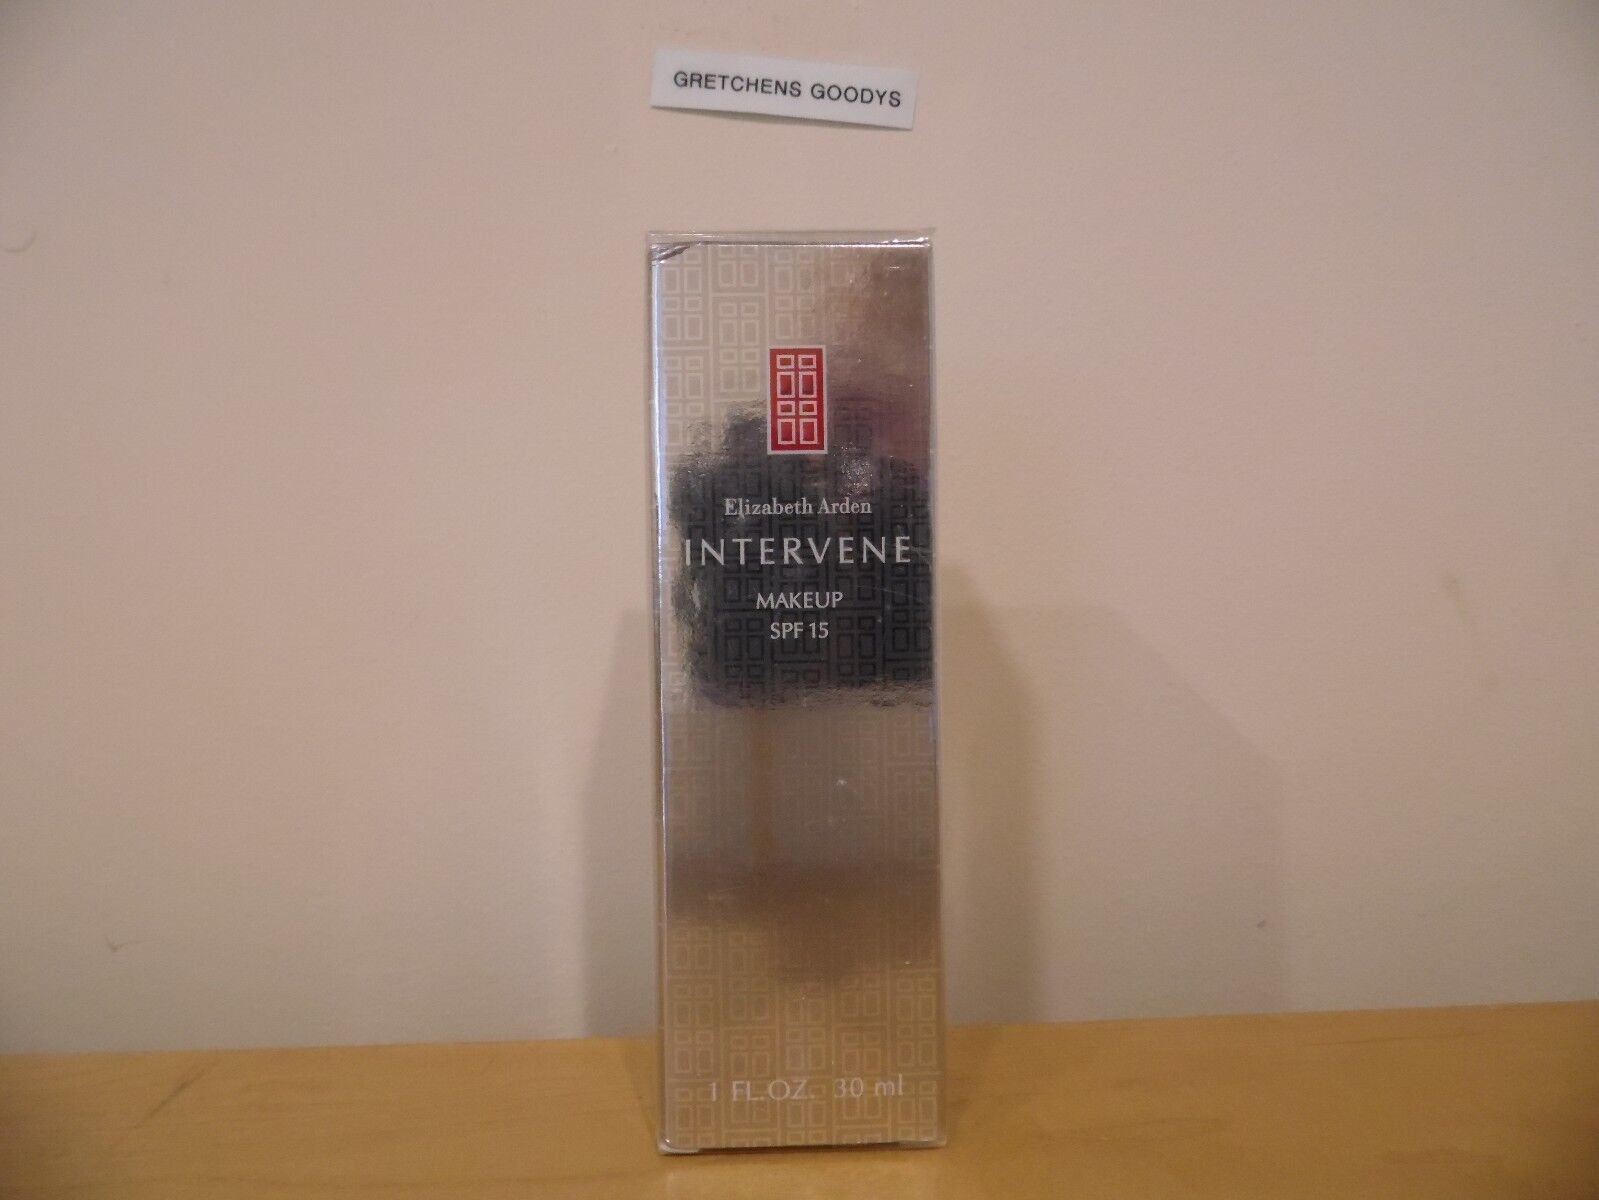 GRETCHENS GOODYS
Elizabeth Arden
INTERVENE
MAKEUP
SPF 15
1 FL.OZ. 30 ml